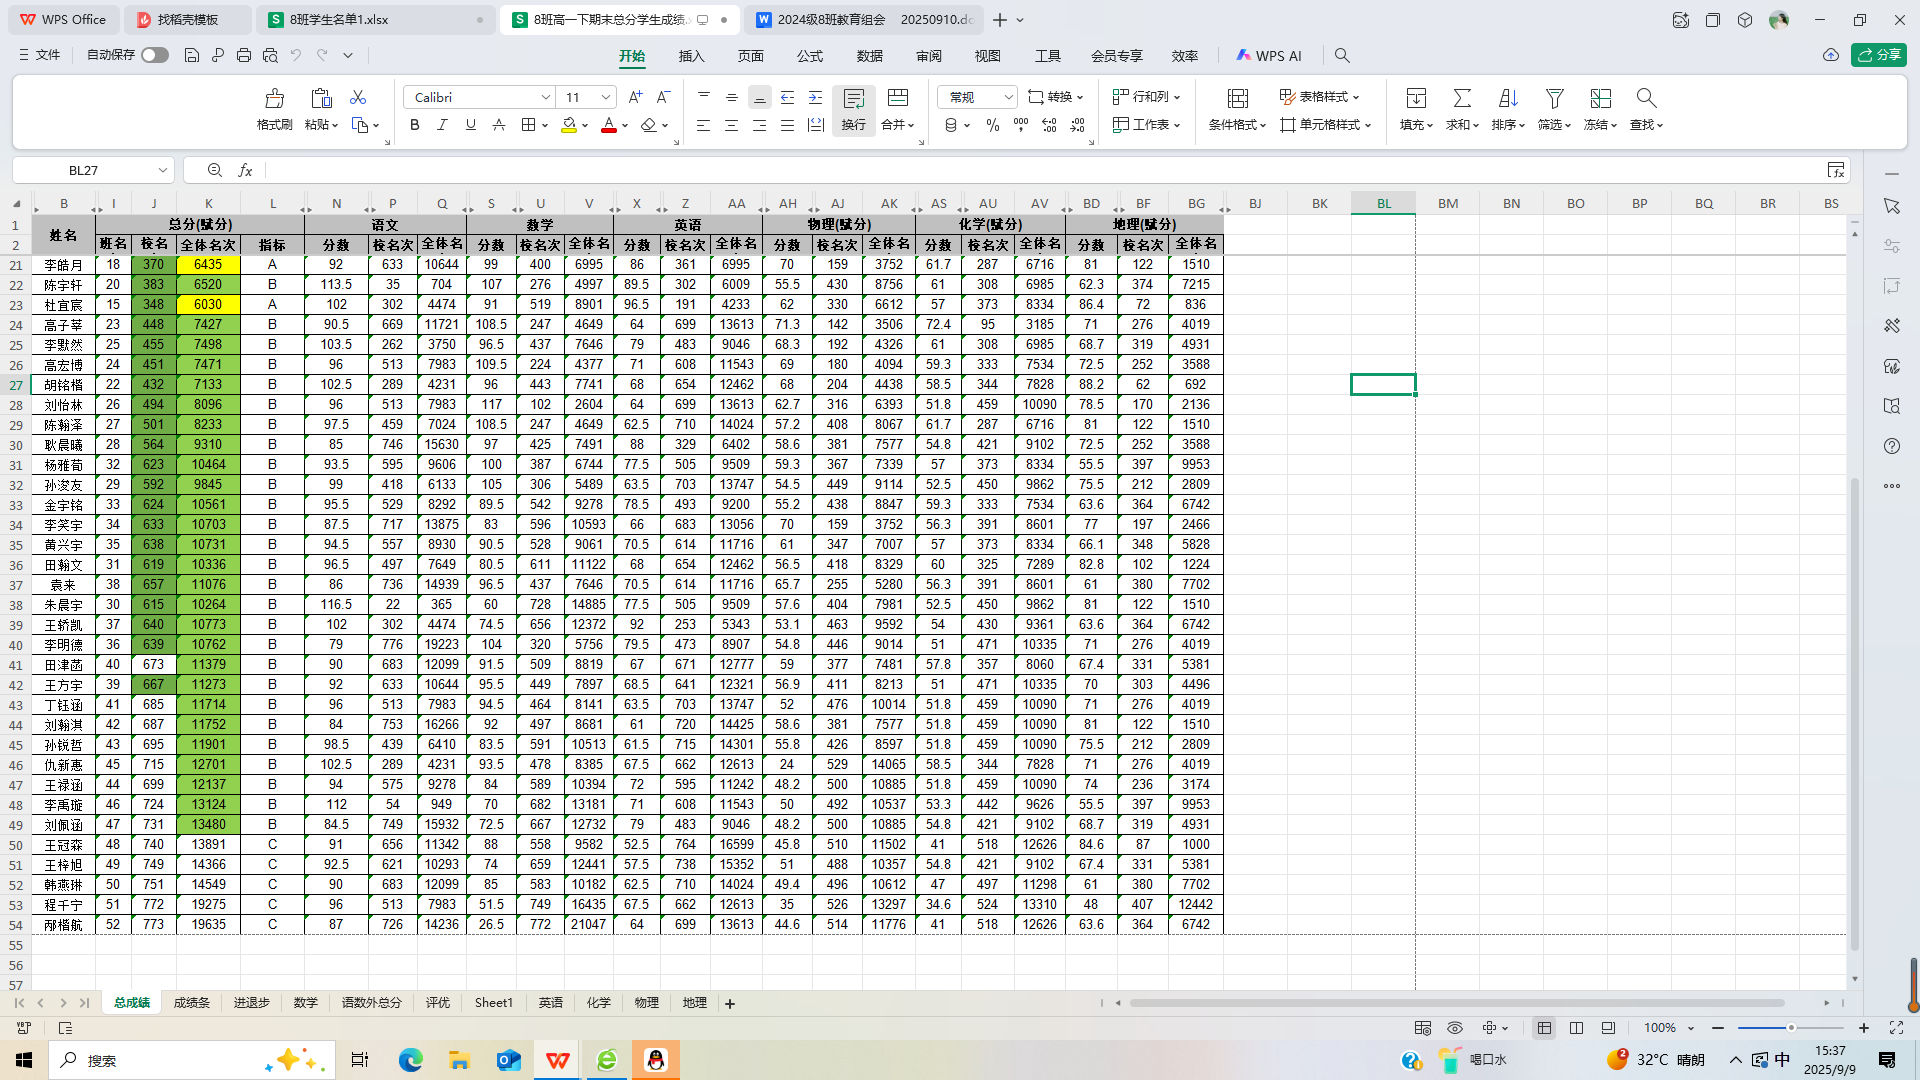 WPS Office 找稻壳模板 8班学生名单1.xlsx 8班高一下期末总分学生成绩. 2024级8班教育组会 20250910.dc
文件 自动保存 开始 插入 页面 公式 数据 审阅 视图 工具 会员专享 效率 WPS AI 分享
Calibri 11 常规 转换 行和列 表格样式
格式刷 粘贴 换行 合并 工作表 条件格式 单元格样式 填充 求和 排序 筛选 冻结 查找
BL27
B I J K L N P Q S U V X Z AA AH AJ AK AS AU AV BD BF BG BJ BK BL BM BN BO BP BQ BR BS
1 姓名 总分(赋分) 语文 数学 英语 物理(赋分) 化学(赋分) 地理(赋分)
2 班名 校名 全体名次 指标 分数 校名次 全体名 分数 校名次 全体名次 分数 校名次 全体名次 分数 校名次 全体名次 分数 校名次 全体名 分数 校名次 全体名
21 李皓月 18 370 6435 A 92 633 10644 99 400 6995 86 361 6995 70 159 3752 61.7 287 6716 81 122 1510
22 陈宇轩 20 383 6520 B 113.5 35 704 107 276 4997 89.5 302 6009 55.5 430 8756 61 308 6985 62.3 374 7215
23 杜宜宸 15 348 6030 A 102 302 4474 91 519 8901 96.5 191 4233 62 330 6612 57 373 8334 86.4 72 836
24 高子莘 23 448 7427 B 90.5 669 11721 108.5 247 4649 64 699 13613 71.3 142 3506 72.4 95 3185 71 276 4019
25 李默然 25 455 7498 B 103.5 262 3750 96.5 437 7646 79 483 9046 68.3 192 4326 61 308 6985 68.7 319 4931
26 高宏博 24 451 7471 B 96 513 7983 109.5 224 4377 71 608 11543 69 180 4094 59.3 333 7534 72.5 252 3588
27 胡铭楷 22 432 7133 B 102.5 289 4231 96 443 7741 68 654 12462 68 204 4438 58.5 344 7828 88.2 62 692
28 刘怡林 26 494 8096 B 96 513 7983 117 102 2604 64 699 13613 62.7 316 6393 51.8 459 10090 78.5 170 2136
29 陈瀚泽 27 501 8233 B 97.5 459 7024 108.5 247 4649 62.5 710 14024 57.2 408 8067 61.7 287 6716 81 122 1510
30 耿晨曦 28 564 9310 B 85 746 15630 97 425 7491 88 329 6402 58.6 381 7577 54.8 421 9102 72.5 252 3588
31 杨雅萄 32 623 10464 B 93.5 595 9606 100 387 6744 77.5 505 9509 59.3 367 7339 57 373 8334 55.5 397 9953
32 孙浚友 29 592 9845 B 99 418 6133 105 306 5489 63.5 703 13747 54.5 449 9114 52.5 450 9862 75.5 212 2809
33 金宇铭 33 624 10561 B 95.5 529 8292 89.5 542 9278 78.5 493 9200 55.2 438 8847 59.3 333 7534 63.6 364 6742
34 李笑宇 34 633 10703 B 87.5 717 13875 83 596 10593 66 683 13056 70 159 3752 56.3 391 8601 77 197 2466
35 黄兴宇 35 638 10731 B 94.5 557 8930 90.5 528 9061 70.5 614 11716 61 347 7007 57 373 8334 66.1 348 5828
36 田瀚文 31 619 10336 B 96.5 497 7649 80.5 611 11122 68 654 12462 56.5 418 8329 60 325 7289 82.8 102 1224
37 袁来 38 657 11076 B 86 736 14939 96.5 437 7646 70.5 614 11716 65.7 255 5280 56.3 391 8601 61 380 7702
38 朱晨宇 30 615 10264 B 116.5 22 365 60 728 14885 77.5 505 9509 57.6 404 7981 52.5 450 9862 81 122 1510
39 王轿凯 37 640 10773 B 102 302 4474 74.5 656 12372 92 253 5343 53.1 463 9592 54 430 9361 63.6 364 6742
40 李明德 36 639 10762 B 79 776 19223 104 320 5756 79.5 473 8907 54.8 446 9014 51 471 10335 71 276 4019
41 田津菡 40 673 11379 B 90 683 12099 91.5 509 8819 67 671 12777 59 377 7481 57.8 357 8060 67.4 331 5381
42 王方宇 39 667 11273 B 92 633 10644 95.5 449 7897 68.5 641 12321 56.9 411 8213 51 471 10335 70 303 4496
43 丁钰涵 41 685 11714 B 96 513 7983 94.5 464 8141 63.5 703 13747 52 476 10014 51.8 459 10090 71 276 4019
44 刘瀚淇 42 687 11752 B 84 753 16266 92 497 8681 61 720 14425 58.6 381 7577 51.8 459 10090 81 122 1510
45 孙锐哲 43 695 11901 B 98.5 439 6410 83.5 591 10513 61.5 715 14301 55.8 426 8597 51.8 459 10090 75.5 212 2809
46 仇新惠 45 715 12701 B 102.5 289 4231 93.5 478 8385 67.5 662 12613 24 529 14065 58.5 344 7828 71 276 4019
47 王禄涵 44 699 12137 B 94 575 9278 84 589 10394 72 595 11242 48.2 500 10885 51.8 459 10090 74 236 3174
48 李禹璇 46 724 13124 B 112 54 949 70 682 13181 71 608 11543 50 492 10537 53.3 442 9626 55.5 397 9953
49 刘佩涵 47 731 13480 B 84.5 749 15932 72.5 667 12732 79 483 9046 48.2 500 10885 54.8 421 9102 68.7 319 4931
50 王冠森 48 740 13891 C 91 656 11342 88 558 9582 52.5 764 16599 45.8 510 11502 41 518 12626 84.6 87 1000
51 王梓旭 49 749 14366 C 92.5 621 10293 74 659 12441 57.5 738 15352 51 488 10357 54.8 421 9102 67.4 331 5381
52 韩燕琳 50 751 14549 C 90 683 12099 85 583 10182 62.5 710 14024 49.4 496 10612 47 497 11298 61 380 7702
53 程千宁 51 772 19275 C 96 513 7983 51.5 749 16435 67.5 662 12613 35 526 13297 34.6 524 13310 48 407 12442
54 邴楷航 52 773 19635 C 87 726 14236 26.5 772 21047 64 699 13613 44.6 514 11776 41 518 12626 63.6 364 6742
55
56
57
总成绩 成绩条 进退步 数学 语数外总分 评优 Sheet1 英语 化学 物理 地理
100%
搜索 喝口水 2 32°C 晴朗 中 15:37
2025/9/9